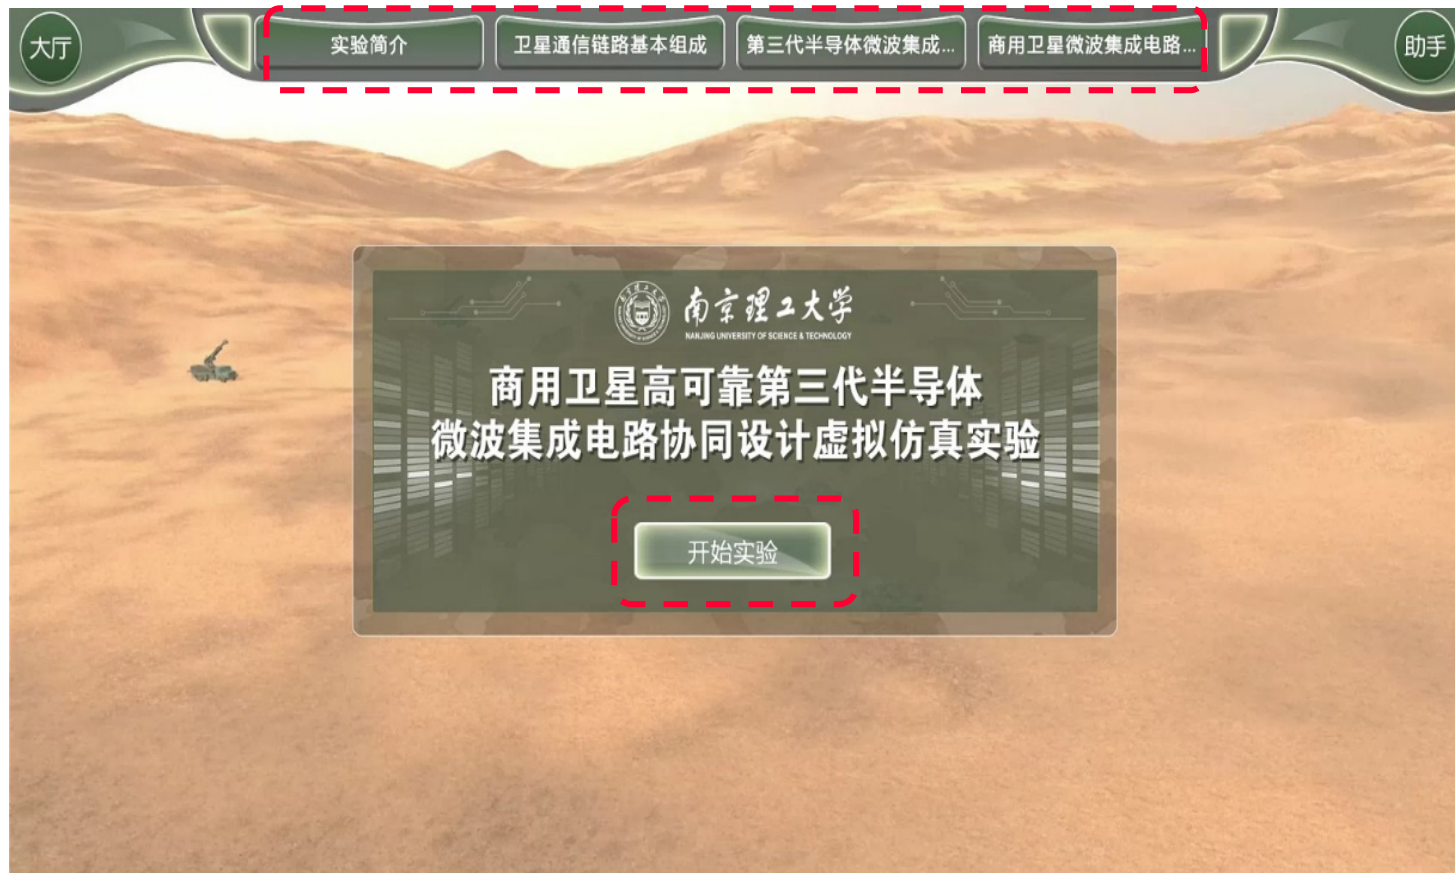 大厅
实验简介
卫星通信链路基本组成
第三代半导体微波集成...
商用卫星微波集成电路...
助手
南京理工大学
NANJING UNIVERSITY OF SCIENCE & TECHNOLOGY
商用卫星高可靠第三代半导体
微波集成电路协同设计虚拟仿真实验
开始实验